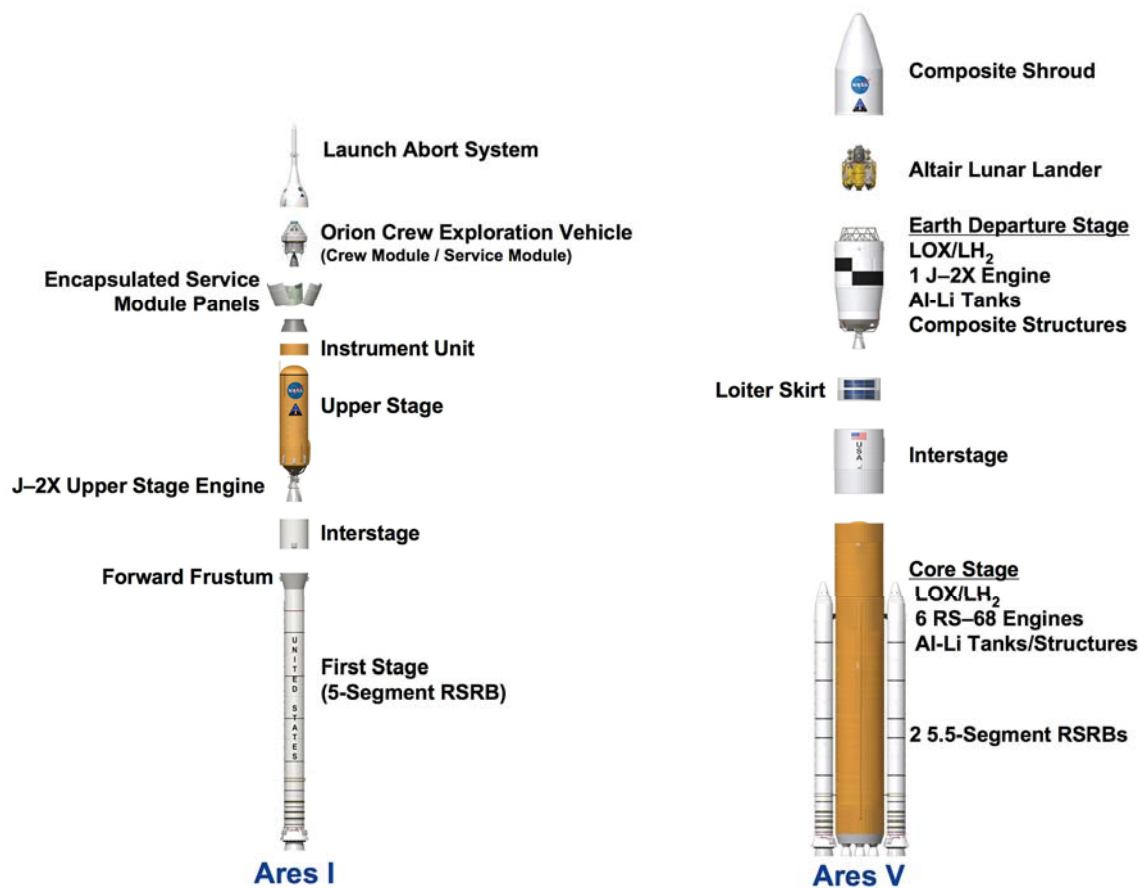 Launch Abort System
Orion Crew Exploration Vehicle
(Crew Module / Service Module)
Encapsulated Service
Module Panels
Instrument Unit
NASA
Upper Stage
J–2X Upper Stage Engine
Interstage
Forward Frustum
UNITED STATES
First Stage
(5-Segment RSRB)
Ares I
NASA
Composite Shroud
Altair Lunar Lander
Earth Departure Stage
LOX/LH₂
1 J–2X Engine
Al-Li Tanks
Composite Structures
Loiter Skirt
USA
Interstage
Core Stage
LOX/LH₂
6 RS–68 Engines
Al-Li Tanks/Structures
2 5.5-Segment RSRBs
Ares V